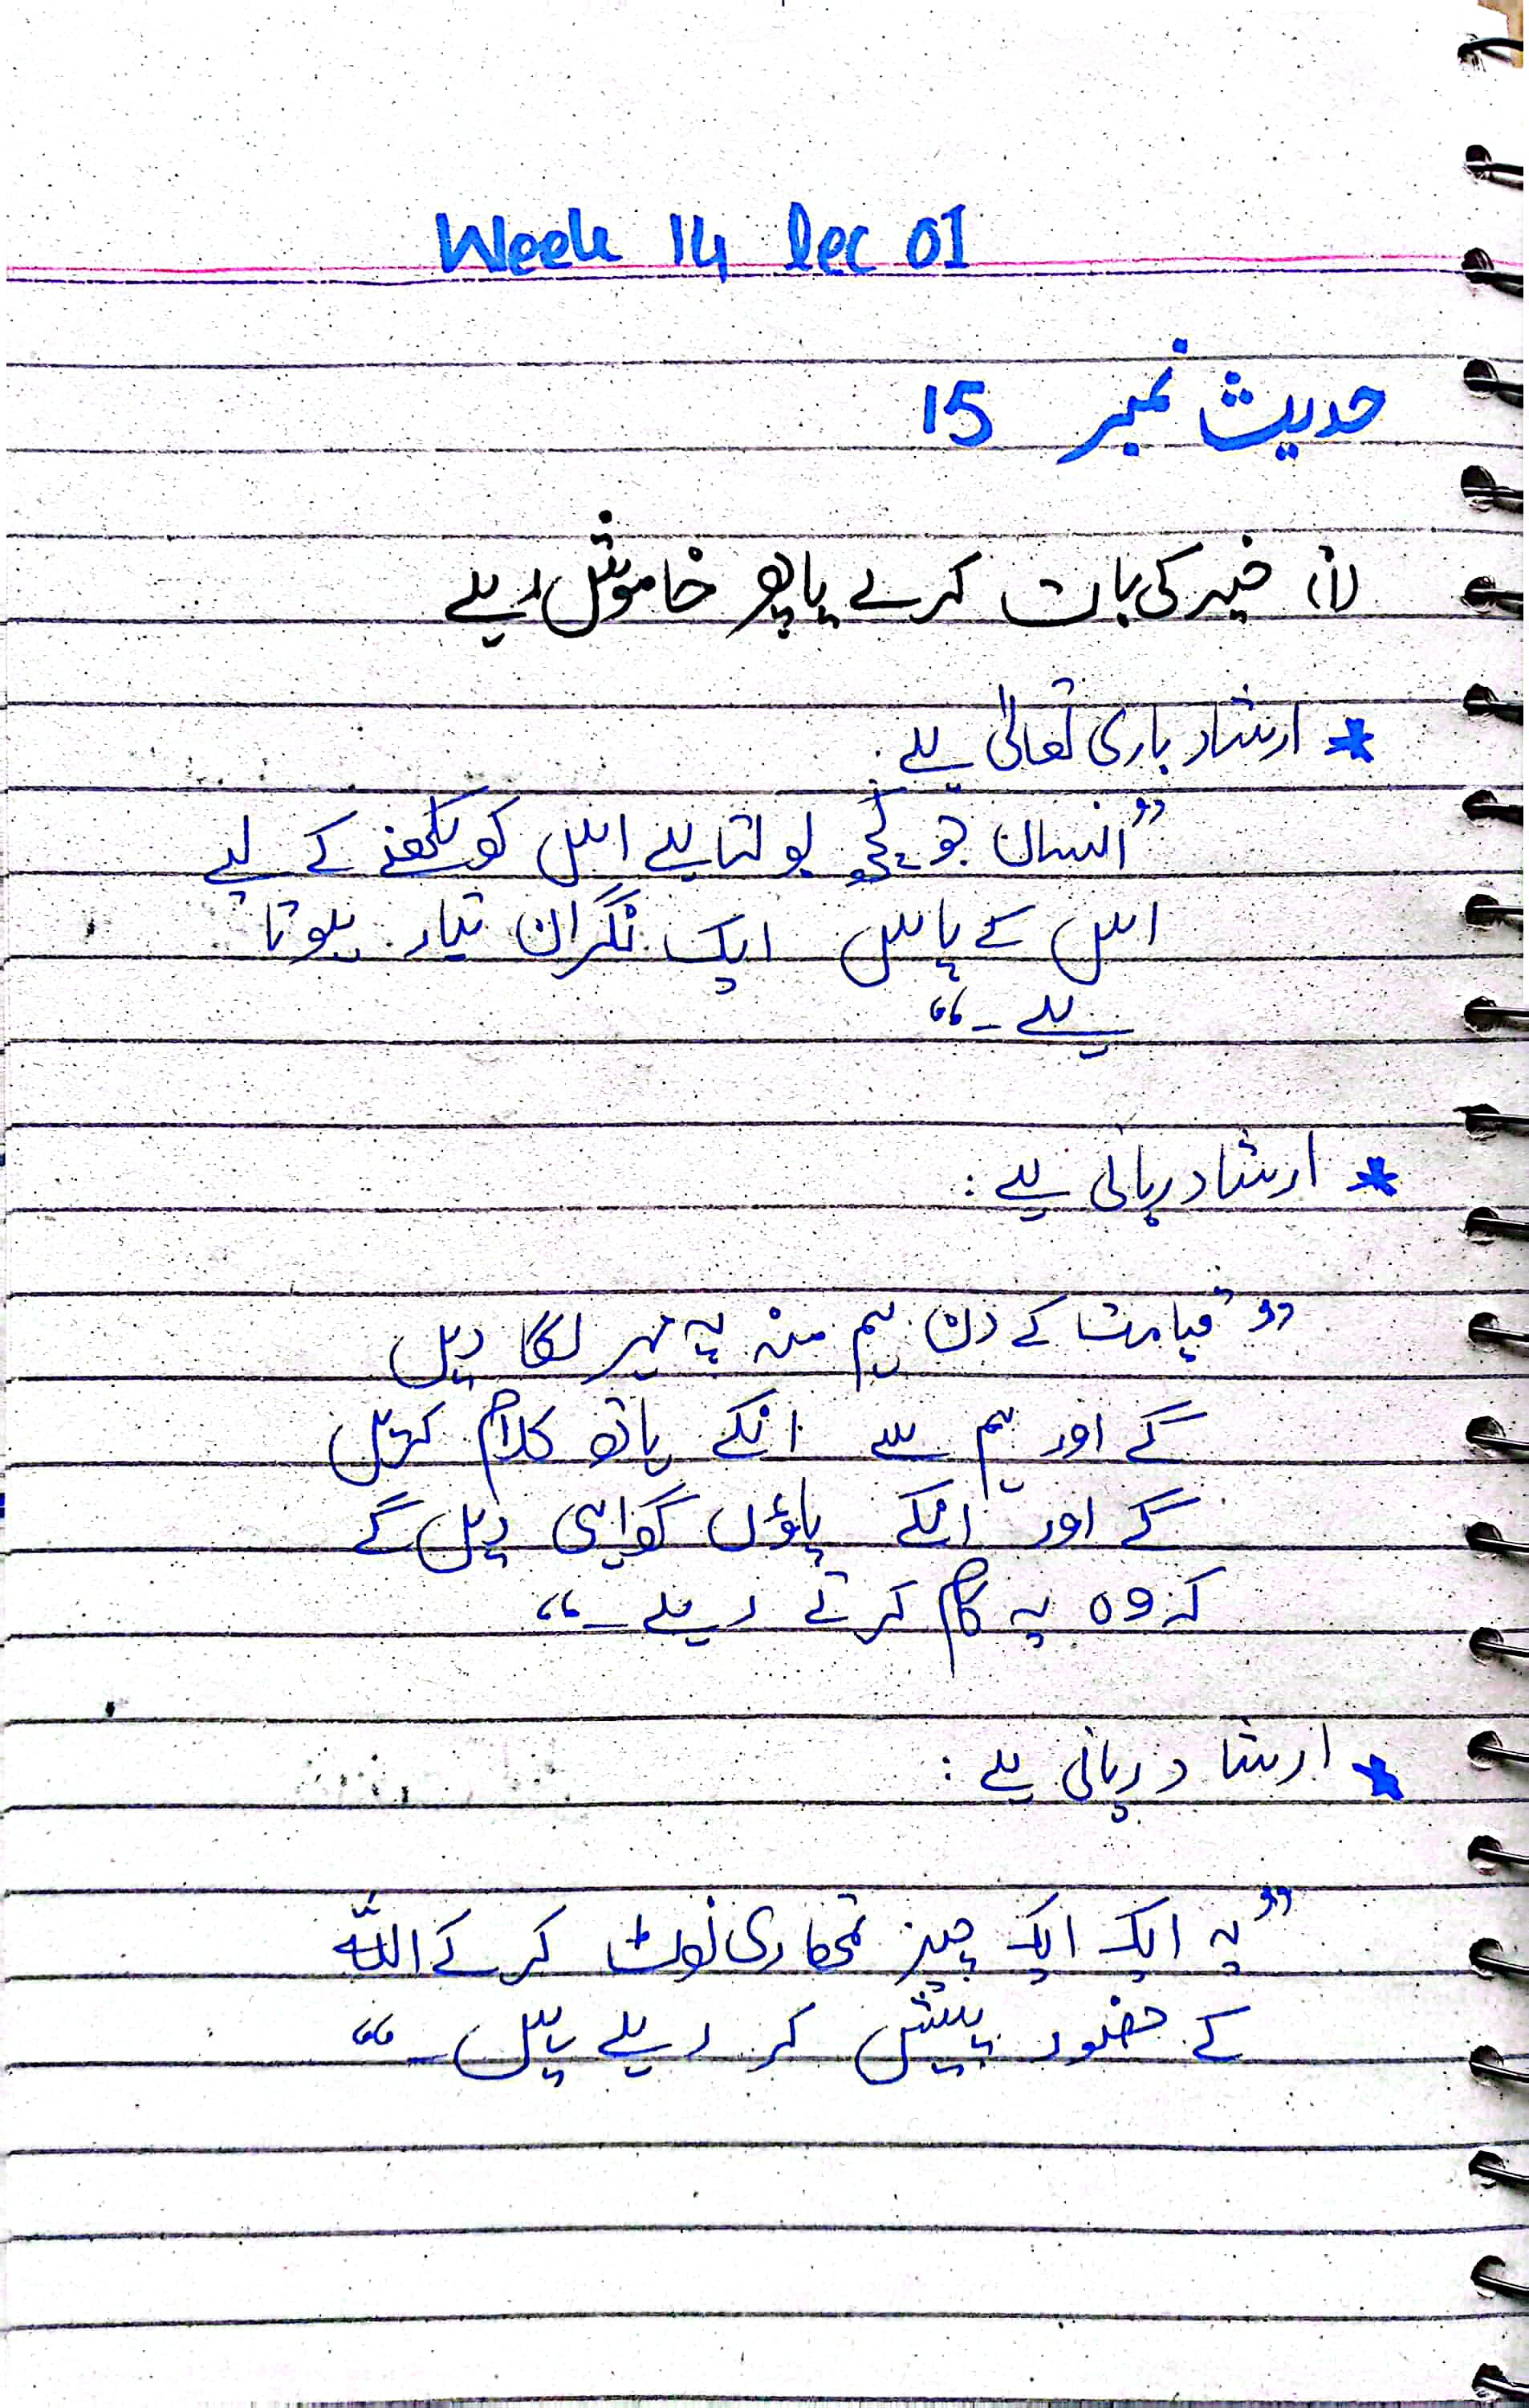 Week 14 lec 01
حدیث نمبر 15
(i) خیر کی بات کرے یا پھر خاموش رہے
* ارشاد باری تعالیٰ ہے:
”انسان جو کچھ بولتا ہے اس کو لکھنے کے لیے
اس کے پاس ایک نگران تیار ہوتا
ہے۔“
* ارشاد ربانی ہے:
”قیامت کے دن ہم منہ پہ مہر لگا دیں
گے اور ہم سے انکے ہاتھ کلام کریں
گے اور انکے پاؤں گواہی دیں گے
کہ وہ یہ کام کرتے رہے۔“
* ارشاد ربانی ہے:
”یہ ایک ایک چیز تمھاری نوٹ کر کے اللّٰہ
کے حضور پیش کر رہے ہیں۔“